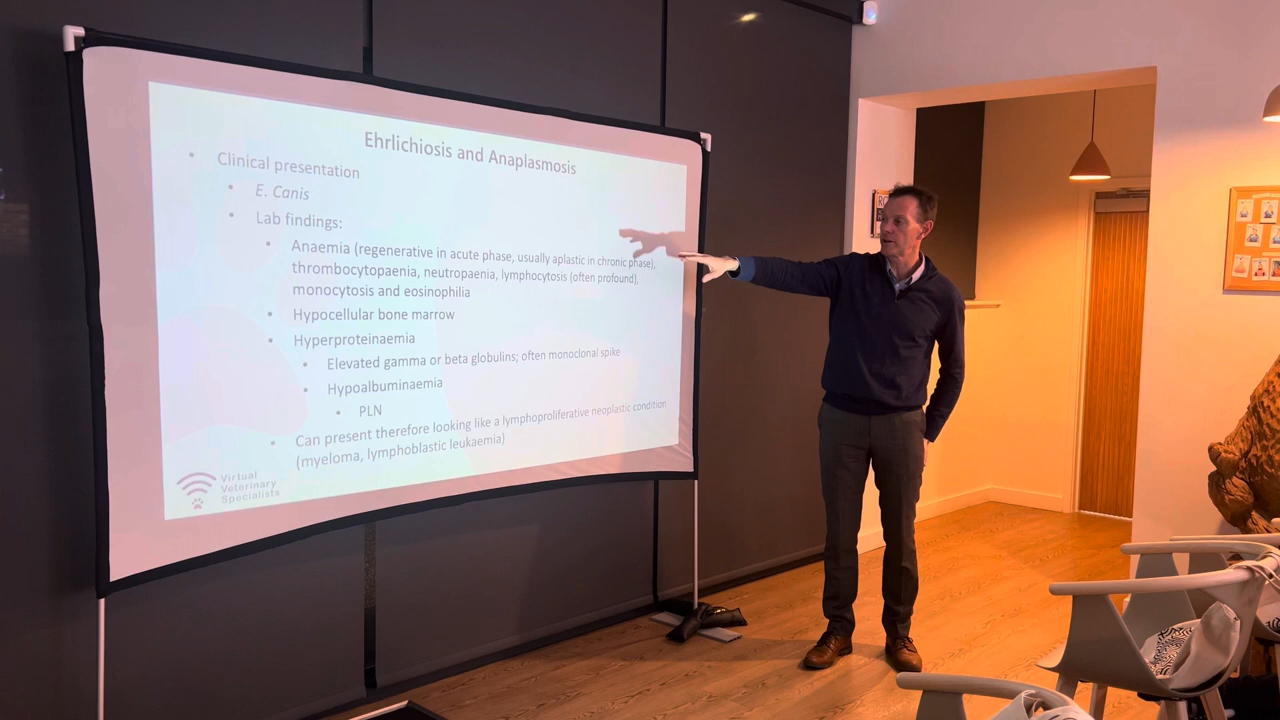 Ehrlichiosis and Anaplasmosis
• Clinical presentation
• E. Canis
• Lab findings:
• Anaemia (regenerative in acute phase, usually aplastic in chronic phase),
thrombocytopaenia, neutropaenia, lymphocytosis (often profound),
monocytosis and eosinophilia
• Hypocellular bone marrow
• Hyperproteinaemia
• Elevated gamma or beta globulins; often monoclonal spike
• Hypoalbuminaemia
• PLN
• Can present therefore looking like a lymphoproliferative neoplastic condition
(myeloma, lymphoblastic leukaemia)
Virtual
Veterinary
Specialists